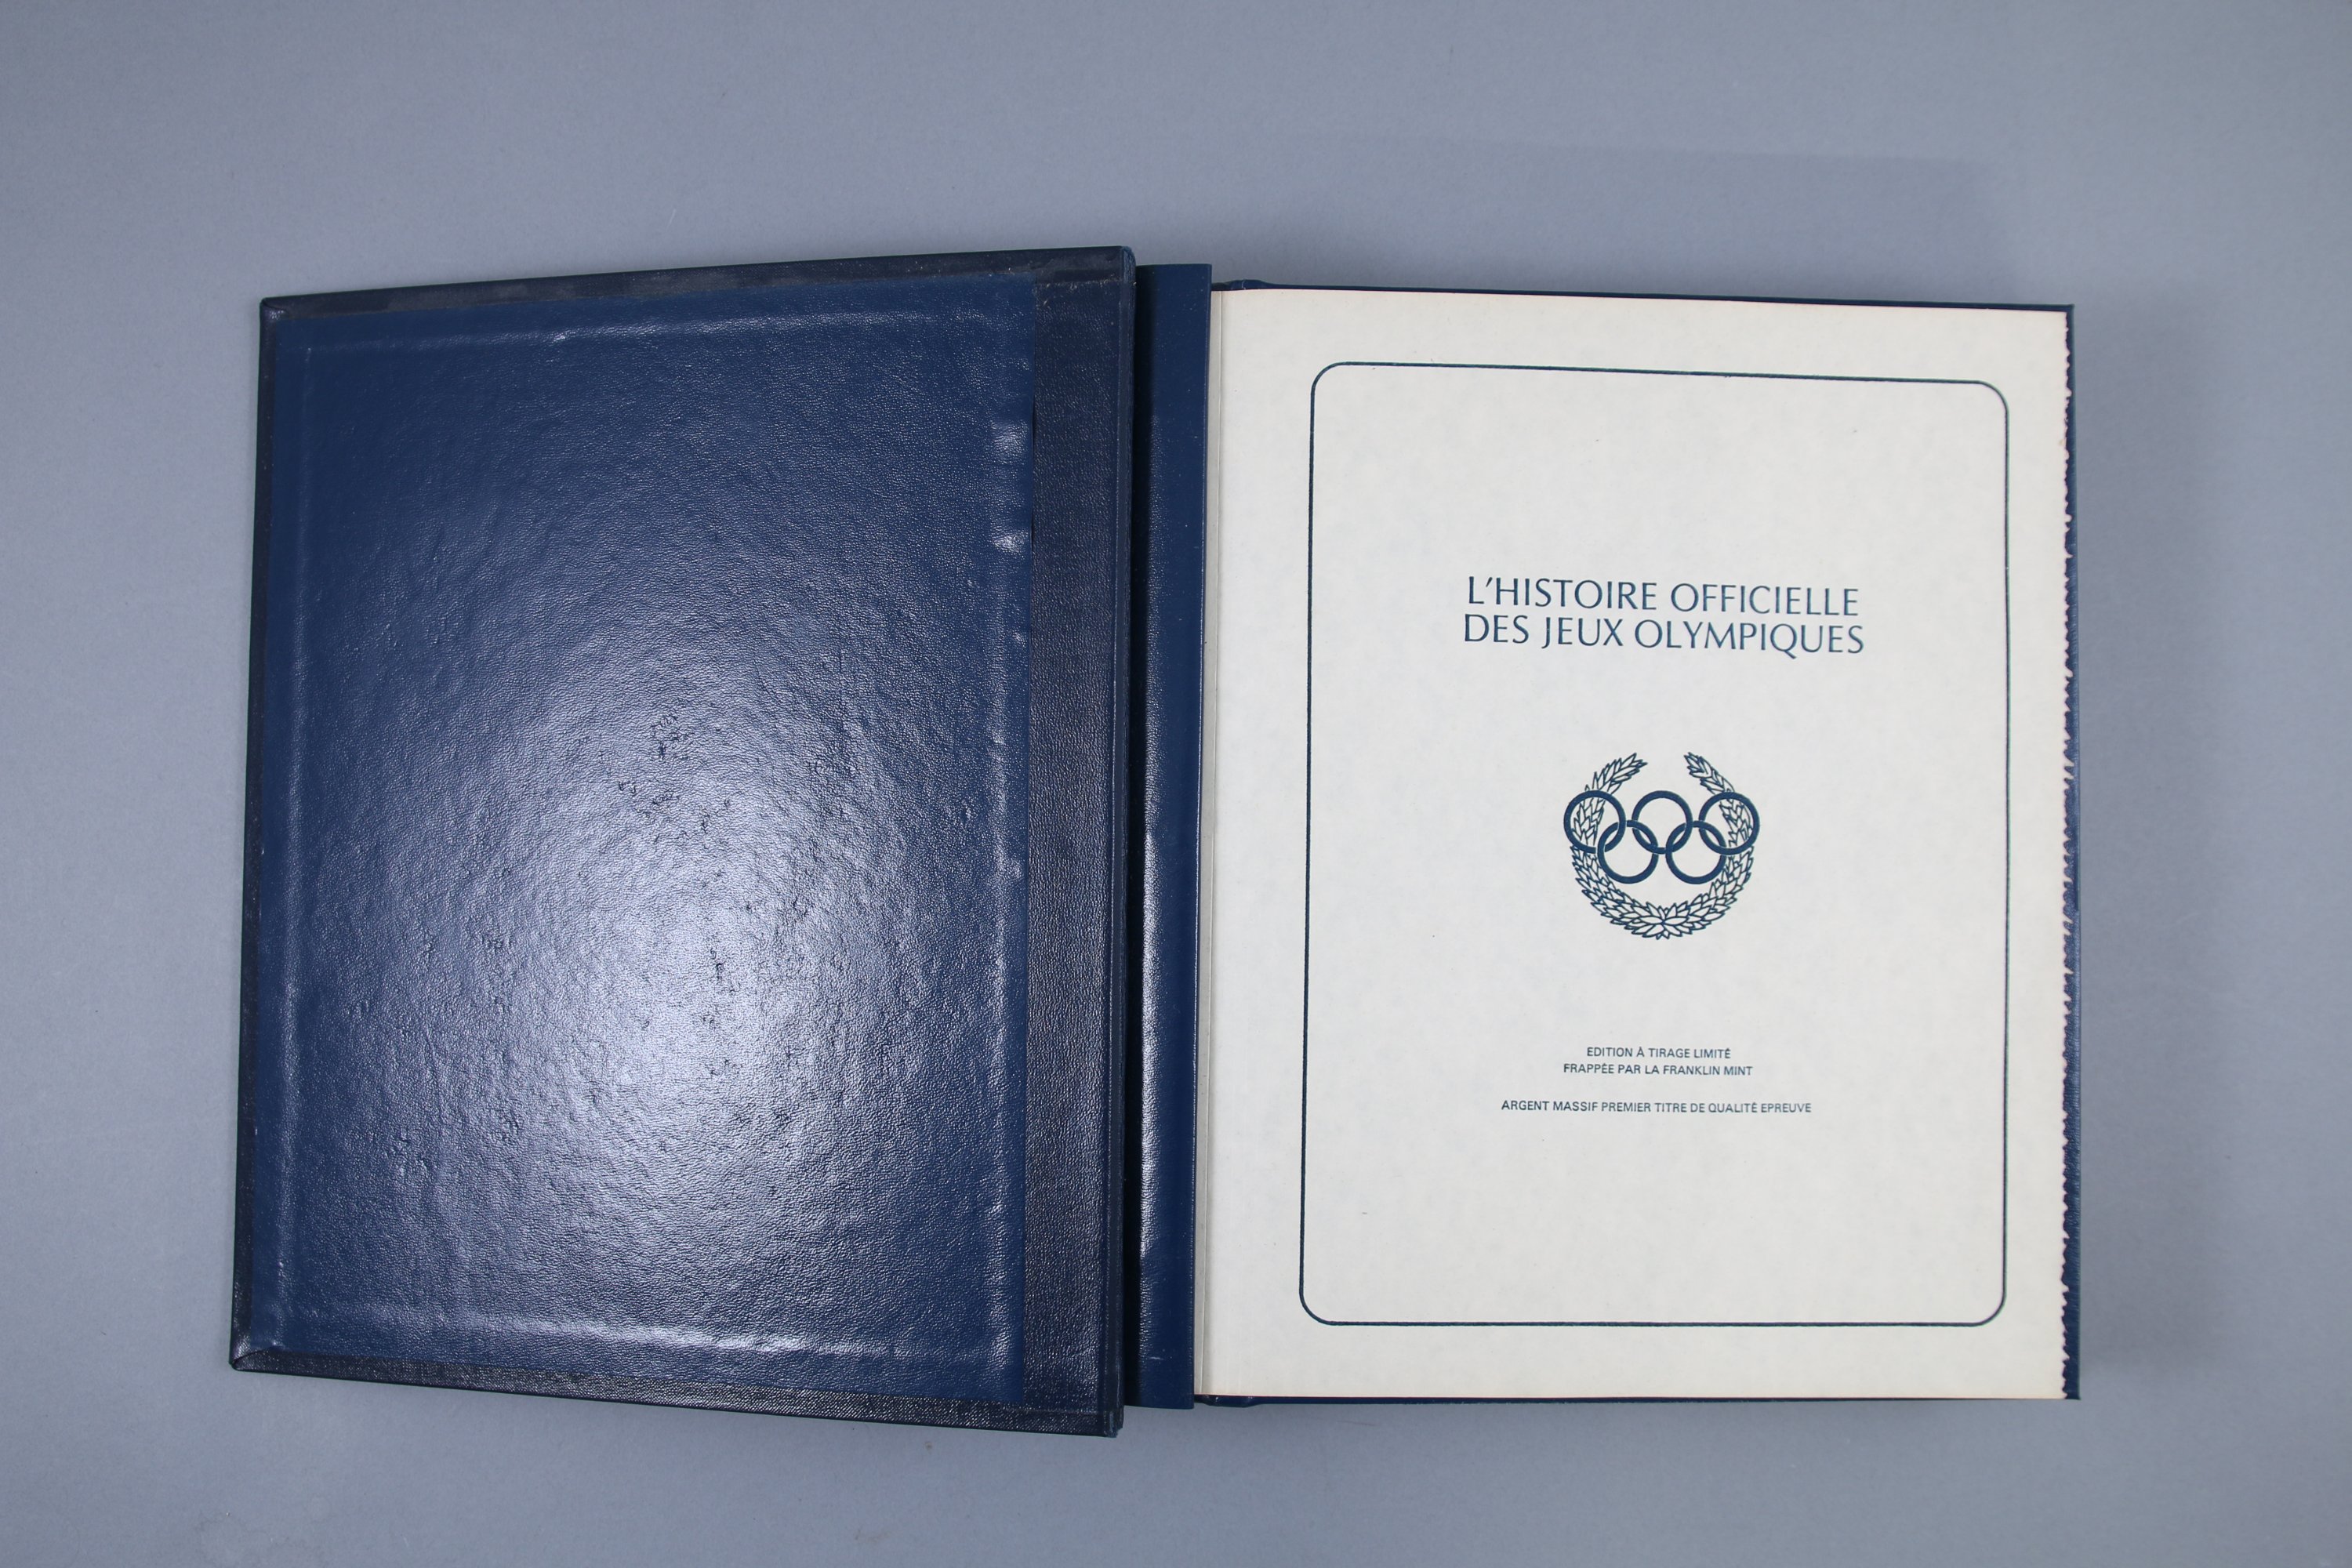 L'HISTOIRE OFFICIELLE
DES JEUX OLYMPIQUES
EDITION À TIRAGE LIMITÉ
FRAPPÉE PAR LA FRANKLIN MINT
ARGENT MASSIF PREMIER TITRE DE QUALITÉ EPREUVE